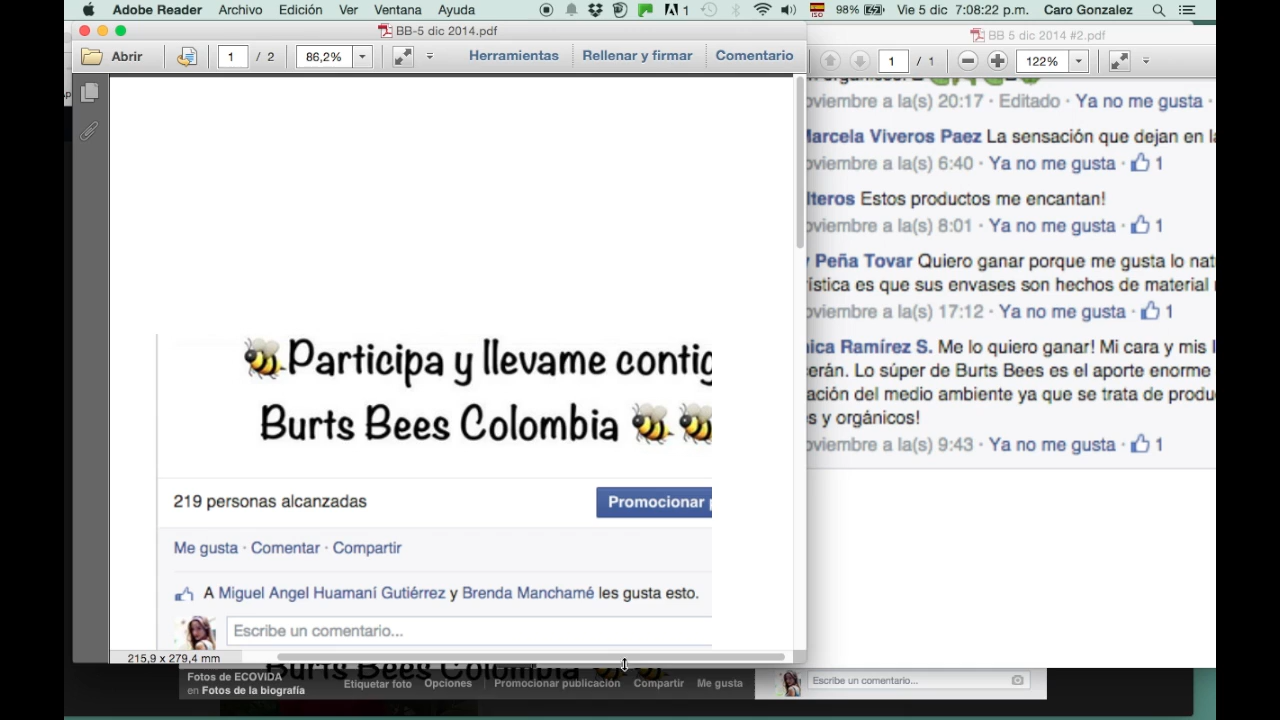 Adobe Reader Archivo Edición Ver Ventana Ayuda 1 98% Vie 5 dic 7:08:22 p.m. Caro Gonzalez
BB-5 dic 2014.pdf
Abrir 1 / 2 86,2% Herramientas Rellenar y firmar Comentario
Participa y llevame contig
Burts Bees Colombia
219 personas alcanzadas
Promocionar
Me gusta · Comentar · Compartir
A Miguel Angel Huamaní Gutiérrez y Brenda Manchamé les gusta esto.
Escribe un comentario...
215,9 x 279,4 mm
BB 5 dic 2014 #2.pdf
1 / 1 122%
oviembre a la(s) 20:17 · Editado · Ya no me gusta ·
Marcela Viveros Paez La sensación que dejan en la
oviembre a la(s) 6:40 · Ya no me gusta · 1
lteros Estos productos me encantan!
oviembre a la(s) 8:01 · Ya no me gusta · 1
y Peña Tovar Quiero ganar porque me gusta lo nat
rística es que sus envases son hechos de material
oviembre a la(s) 17:12 · Ya no me gusta · 1
nica Ramírez S. Me lo quiero ganar! Mi cara y mis l
cerán. Lo súper de Burts Bees es el aporte enorme
ación del medio ambiente ya que se trata de produ
s y orgánicos!
oviembre a la(s) 9:43 · Ya no me gusta · 1
Burts Bees Colombia
Fotos de ECOVIDA
en Fotos de la biografía
Etiquetar foto Opciones Promocionar publicación Compartir Me gusta
Escribe un comentario...